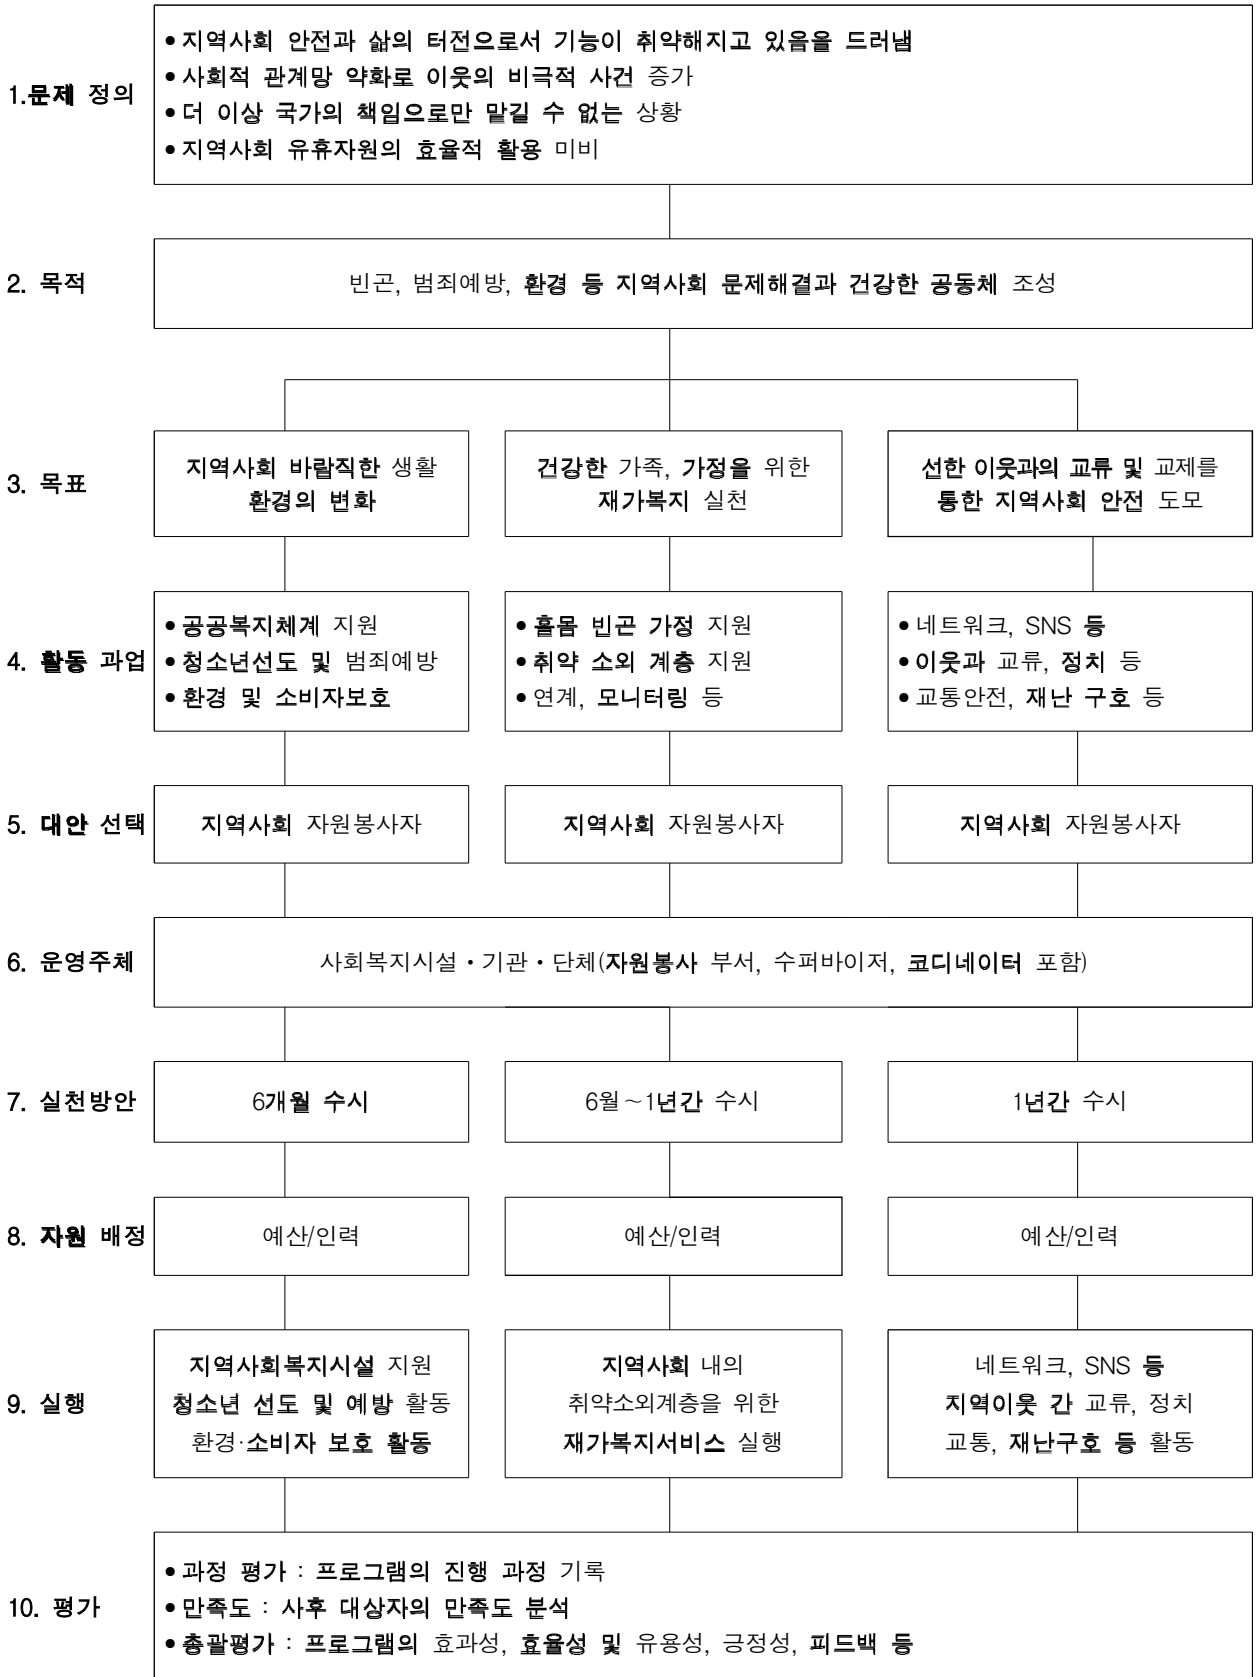 1.문제 정의
• 지역사회 안전과 삶의 터전으로서 기능이 취약해지고 있음을 드러냄
• 사회적 관계망 약화로 이웃의 비극적 사건 증가
• 더 이상 국가의 책임으로만 맡길 수 없는 상황
• 지역사회 유휴자원의 효율적 활용 미비
2. 목적
빈곤, 범죄예방, 환경 등 지역사회 문제해결과 건강한 공동체 조성
3. 목표
지역사회 바람직한 생활
환경의 변화
건강한 가족, 가정을 위한
재가복지 실천
선한 이웃과의 교류 및 교제를
통한 지역사회 안전 도모
4. 활동 과업
• 공공복지체계 지원
• 청소년선도 및 범죄예방
• 환경 및 소비자보호
• 홀몸 빈곤 가정 지원
• 취약 소외 계층 지원
• 연계, 모니터링 등
• 네트워크, SNS 등
• 이웃과 교류, 정치 등
• 교통안전, 재난 구호 등
5. 대안 선택
지역사회 자원봉사자
지역사회 자원봉사자
지역사회 자원봉사자
6. 운영주체
사회복지시설・기관・단체(자원봉사 부서, 수퍼바이저, 코디네이터 포함)
7. 실천방안
6개월 수시
6월～1년간 수시
1년간 수시
8. 자원 배정
예산/인력
예산/인력
예산/인력
9. 실행
지역사회복지시설 지원
청소년 선도 및 예방 활동
환경·소비자 보호 활동
지역사회 내의
취약소외계층을 위한
재가복지서비스 실행
네트워크, SNS 등
지역이웃 간 교류, 정치
교통, 재난구호 등 활동
10. 평가
• 과정 평가 : 프로그램의 진행 과정 기록
• 만족도 : 사후 대상자의 만족도 분석
• 총괄평가 : 프로그램의 효과성, 효율성 및 유용성, 긍정성, 피드백 등